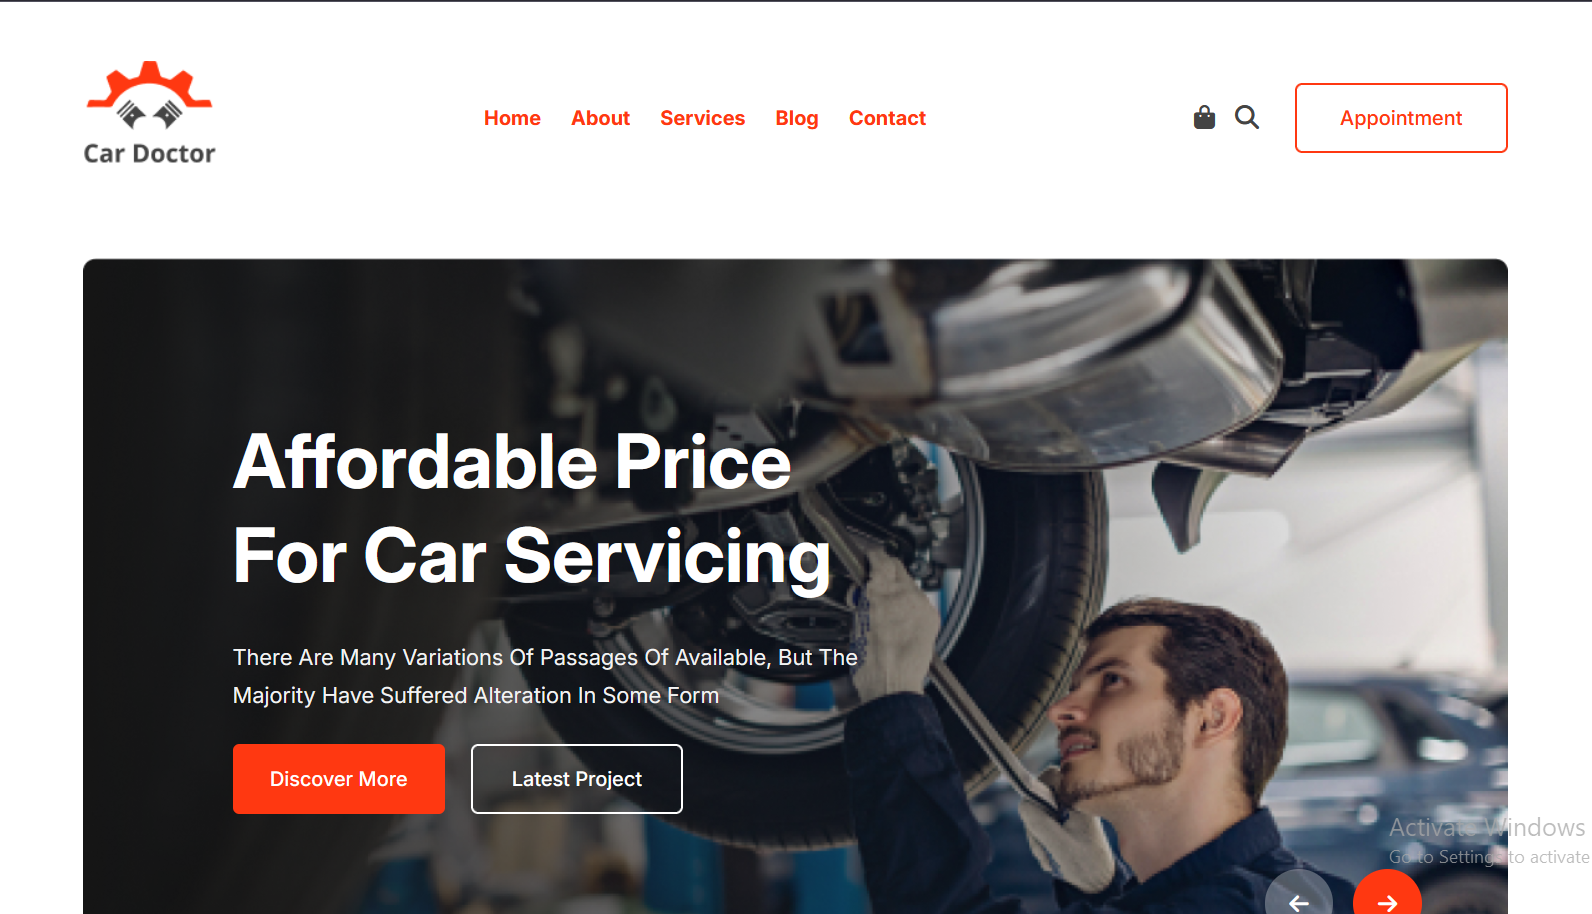 Car Doctor
Home About Services Blog Contact
Appointment
Affordable Price
For Car Servicing
There Are Many Variations Of Passages Of Available, But The
Majority Have Suffered Alteration In Some Form
Discover More
Latest Project
Activate Windows
Go to Settings to activate